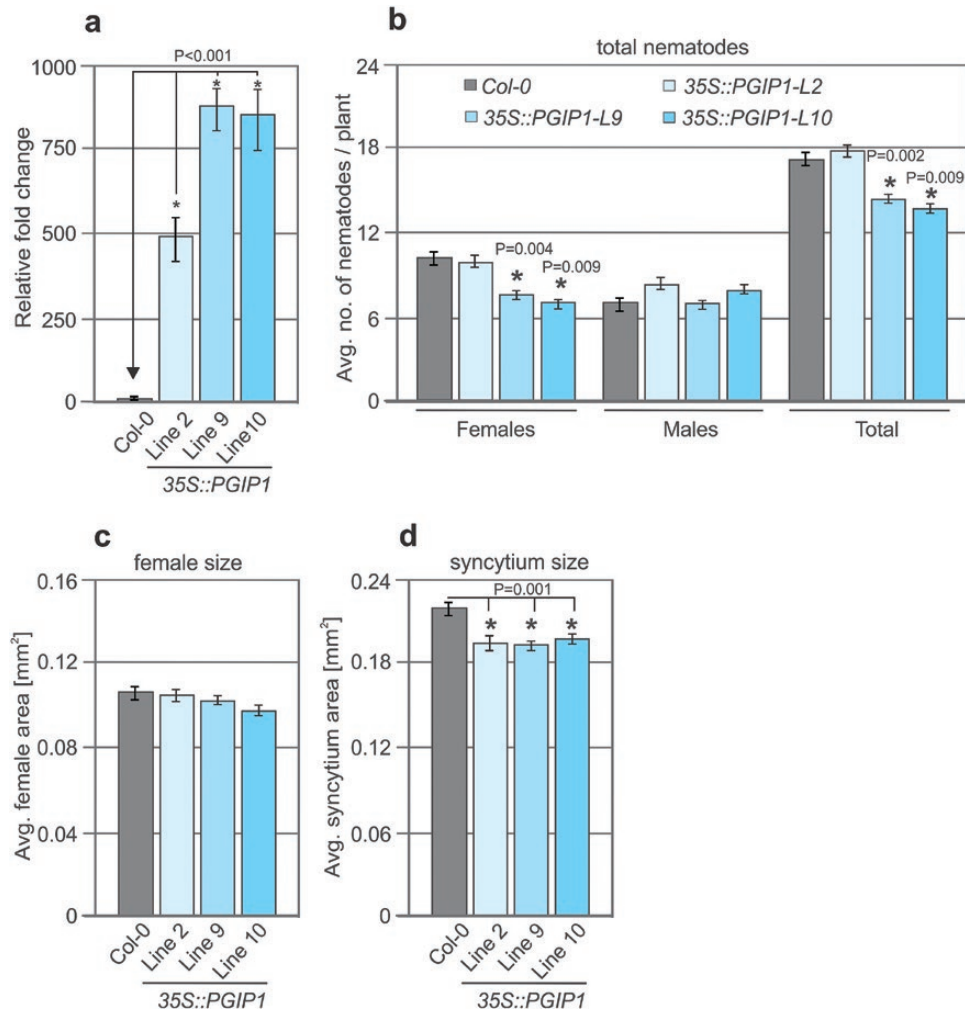 a
P<0.001
1000
750
500
250
0
Relative fold change
*
*
*
Col-0
Line 2
Line 9
Line10
35S::PGIP1
b
total nematodes
24
18
12
6
0
Avg. no. of nematodes / plant
Col-0
35S::PGIP1-L2
35S::PGIP1-L9
35S::PGIP1-L10
P=0.004
*
P=0.009
*
P=0.002
*
P=0.009
*
Females
Males
Total
c
female size
0.16
0.12
0.08
0.04
0
Avg. female area [mm²]
Col-0
Line 2
Line 9
Line 10
35S::PGIP1
d
syncytium size
0.24
0.18
0.12
0.06
0
Avg. syncytium area [mm²]
P=0.001
*
*
*
Col-0
Line 2
Line 9
Line 10
35S::PGIP1